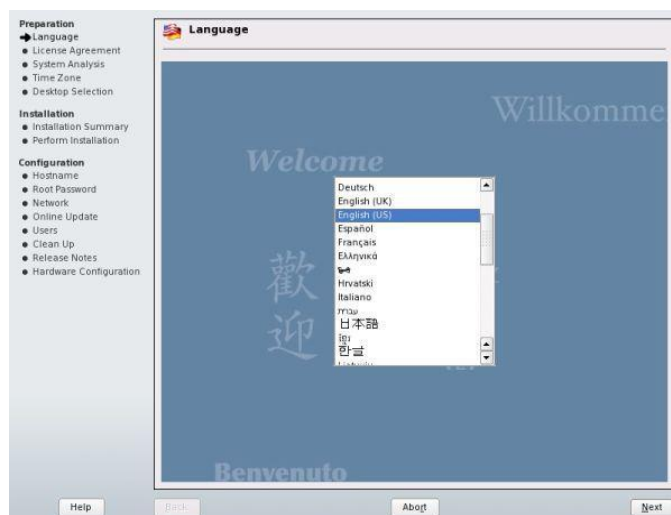 Preparation
Language
License Agreement
System Analysis
Time Zone
Desktop Selection
Installation
Installation Summary
Perform Installation
Configuration
Hostname
Root Password
Network
Online Update
Users
Clean Up
Release Notes
Hardware Configuration
Language
Willkomme
Welcome
歡
迎
Deutsch
English (UK)
English (US)
Español
Français
Ελληνικά
Hrvatski
Italiano
עברית
日本語
한글
Benvenuto
Help
Back
Abort
Next